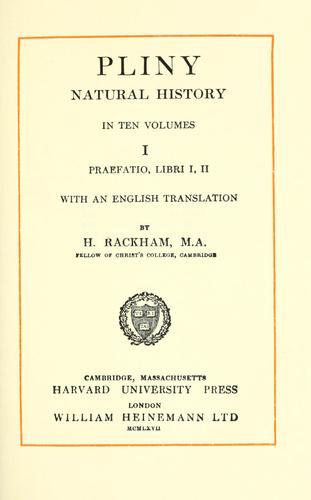 PLINY
NATURAL HISTORY
IN TEN VOLUMES
I
PRAEFATIO, LIBRI I, II
WITH AN ENGLISH TRANSLATION
BY
H. RACKHAM, M.A.
FELLOW OF CHRIST'S COLLEGE, CAMBRIDGE
CAMBRIDGE, MASSACHUSETTS
HARVARD UNIVERSITY PRESS
LONDON
WILLIAM HEINEMANN LTD
MCMLXVII